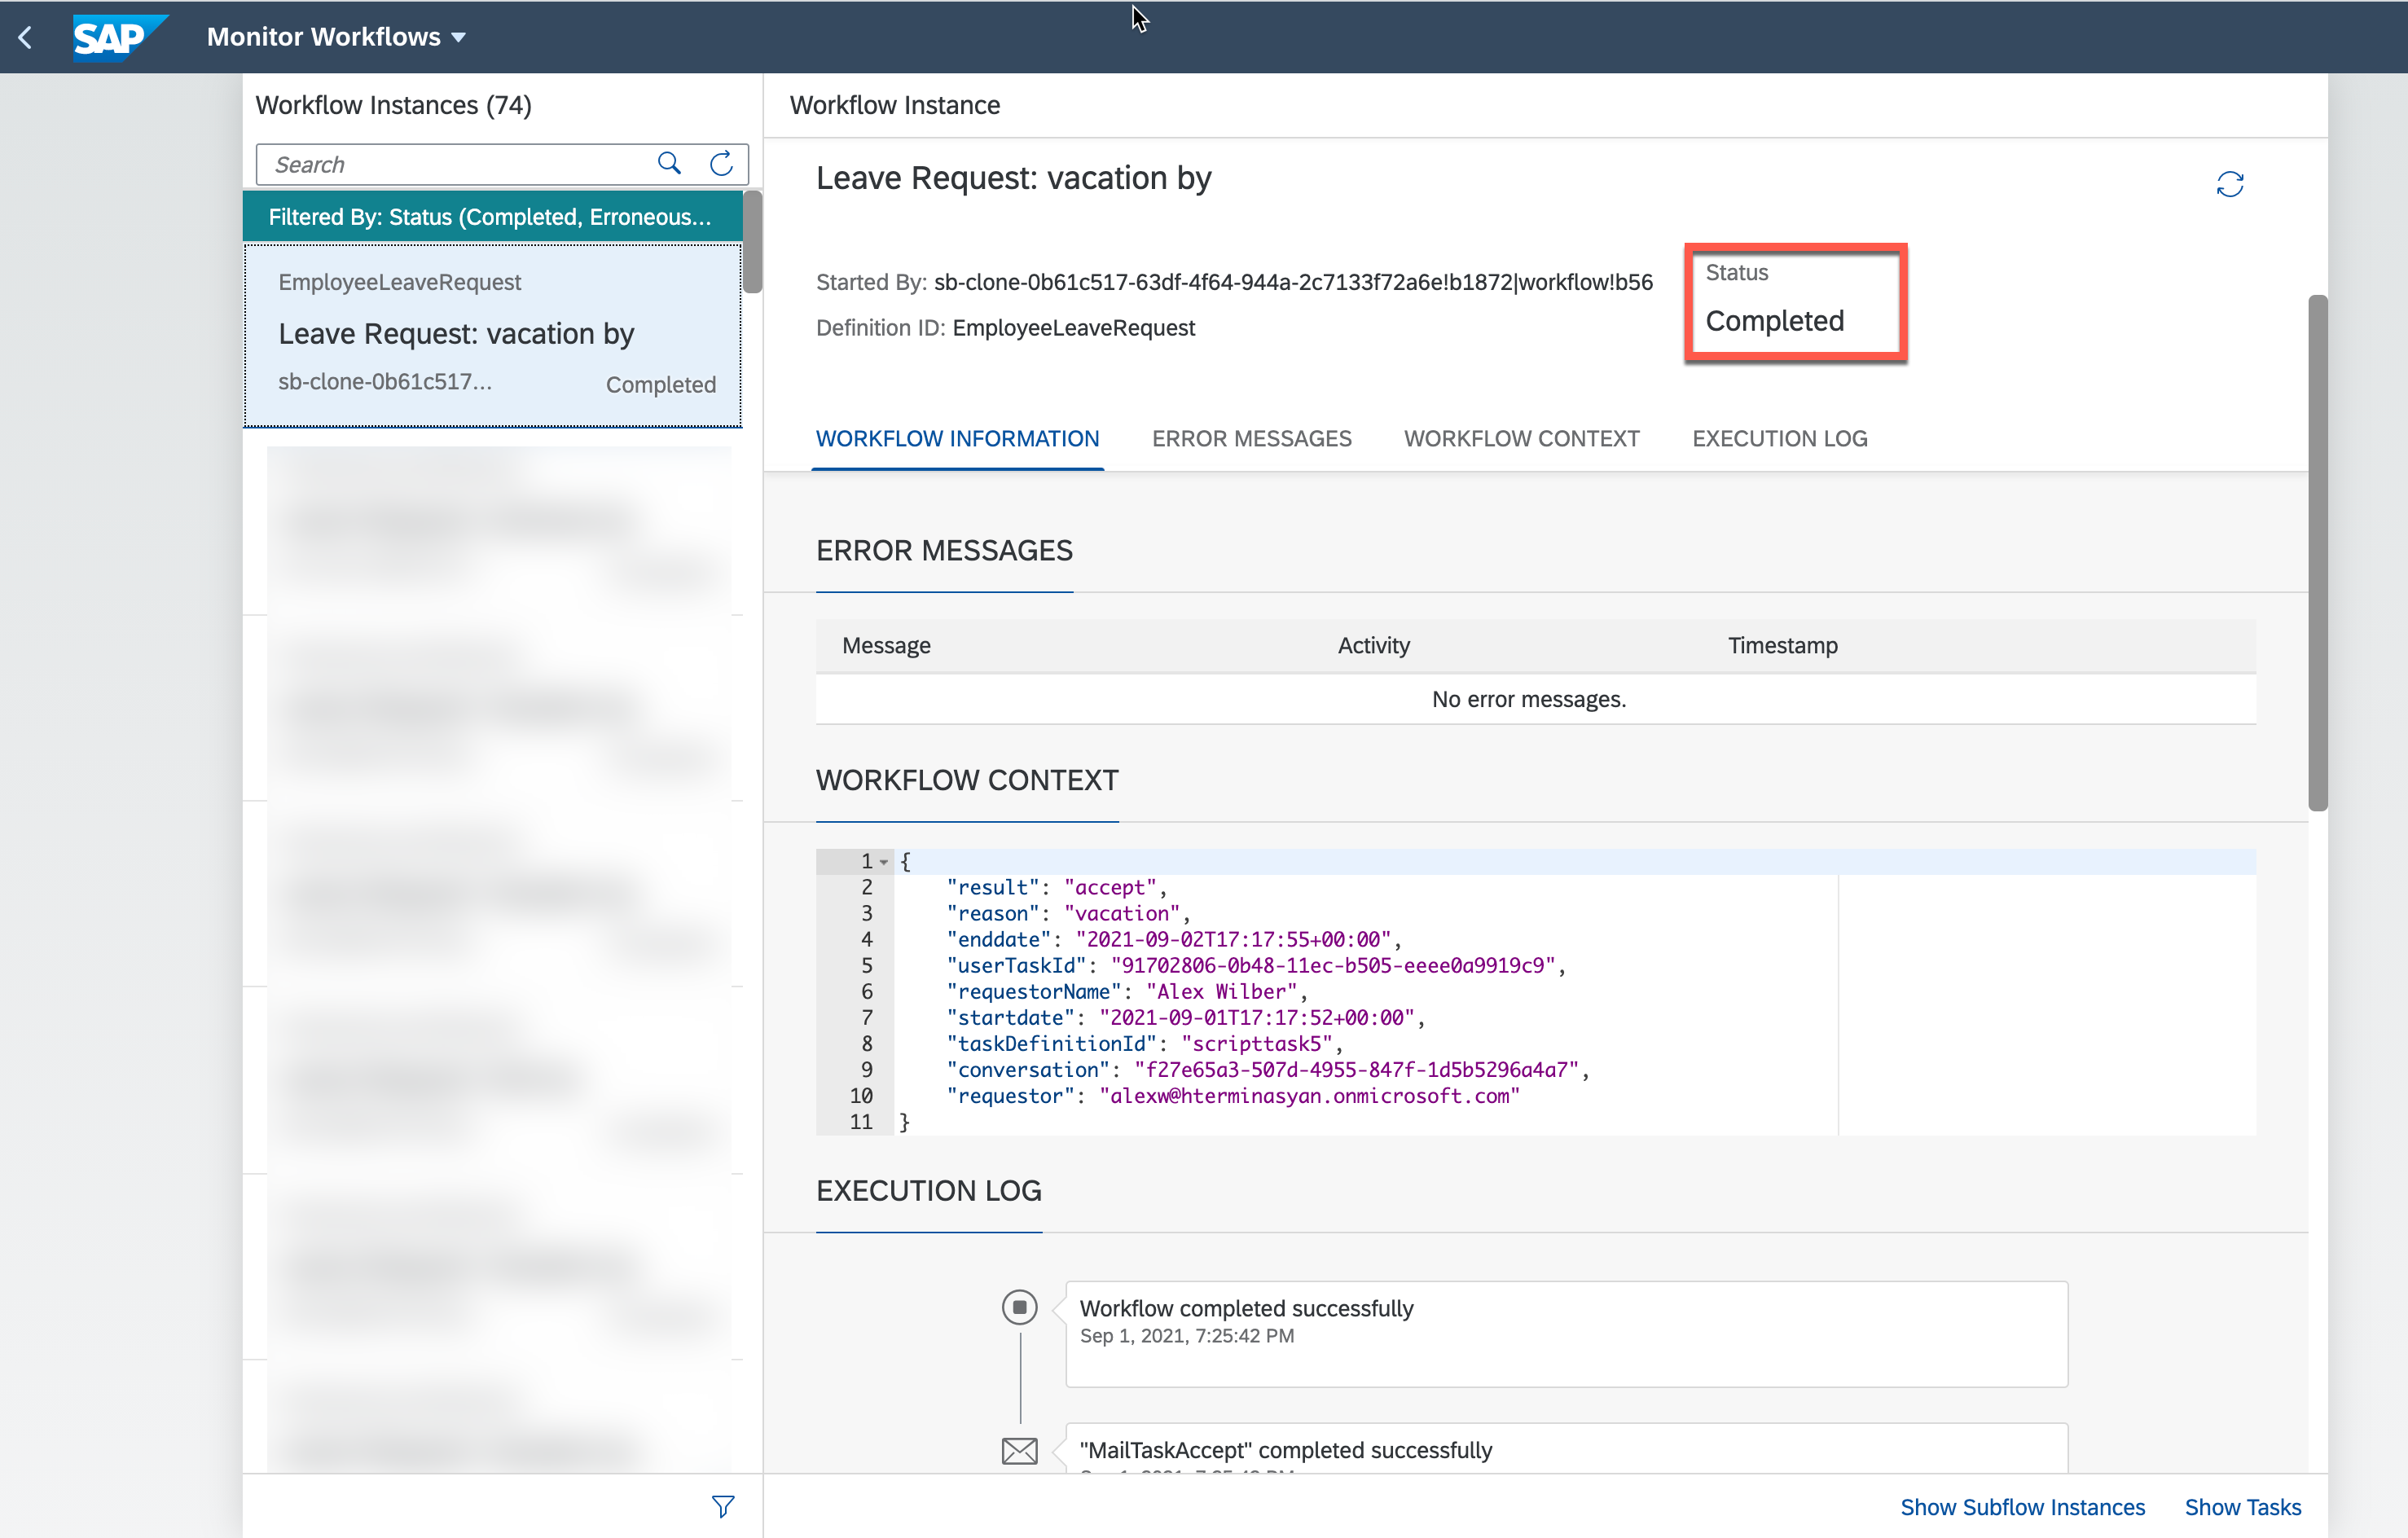 SAP
Monitor Workflows
Workflow Instances (74)
Search
Filtered By: Status (Completed, Erroneous...
EmployeeLeaveRequest
Leave Request: vacation by
sb-clone-0b61c517...
Completed
Workflow Instance
Leave Request: vacation by
Started By: sb-clone-0b61c517-63df-4f64-944a-2c7133f72a6e!b1872|workflow!b56
Definition ID: EmployeeLeaveRequest
Status
Completed
WORKFLOW INFORMATION
ERROR MESSAGES
WORKFLOW CONTEXT
EXECUTION LOG
ERROR MESSAGES
Message
Activity
Timestamp
No error messages.
WORKFLOW CONTEXT
1 {
2 "result": "accept",
3 "reason": "vacation",
4 "enddate": "2021-09-02T17:17:55+00:00",
5 "userTaskId": "91702806-0b48-11ec-b505-eeee0a9919c9",
6 "requestorName": "Alex Wilber",
7 "startdate": "2021-09-01T17:17:52+00:00",
8 "taskDefinitionId": "scripttask5",
9 "conversation": "f27e65a3-507d-4955-847f-1d5b5296a4a7",
10 "requestor": "alexw@hterminasyan.onmicrosoft.com"
11 }
EXECUTION LOG
Workflow completed successfully
Sep 1, 2021, 7:25:42 PM
"MailTaskAccept" completed successfully
Show Subflow Instances
Show Tasks